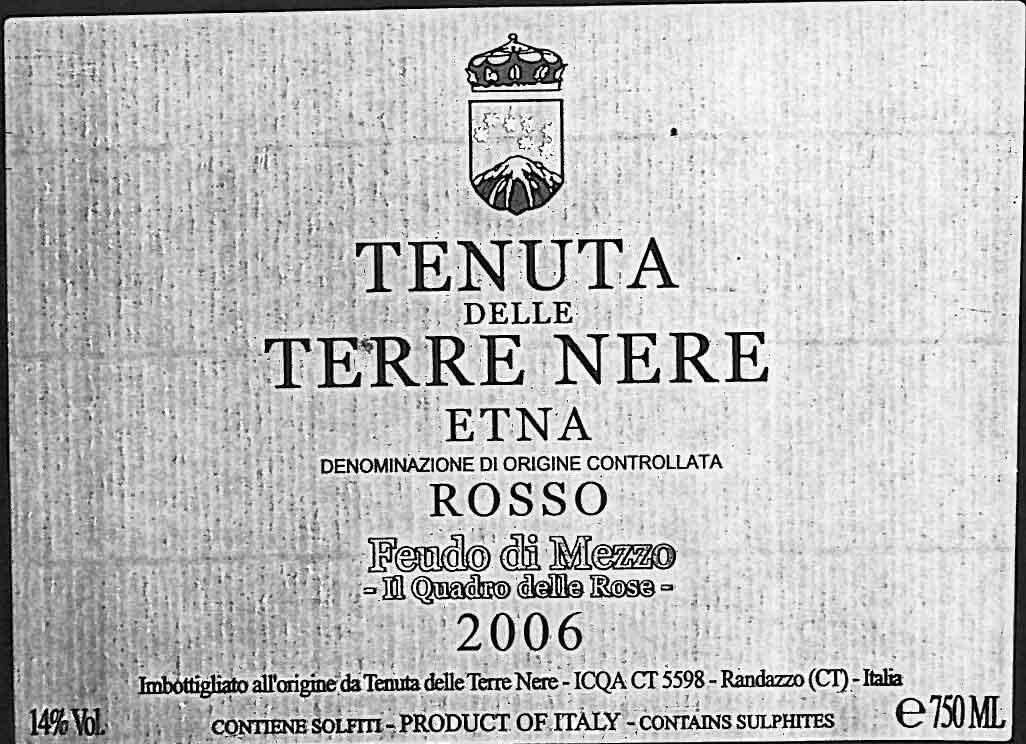 TENUTA
DELLE
TERRE NERE
ETNA
DENOMINAZIONE DI ORIGINE CONTROLLATA
ROSSO
Feudo di Mezzo
- Il Quadro delle Rose -
2006
Imbottigliato all'origine da Tenuta delle Terre Nere - ICQA CT 5598 - Randazzo (CT) - Italia
14% Vol. CONTIENE SOLFITI - PRODUCT OF ITALY - CONTAINS SULPHITES ℮ 750 ML